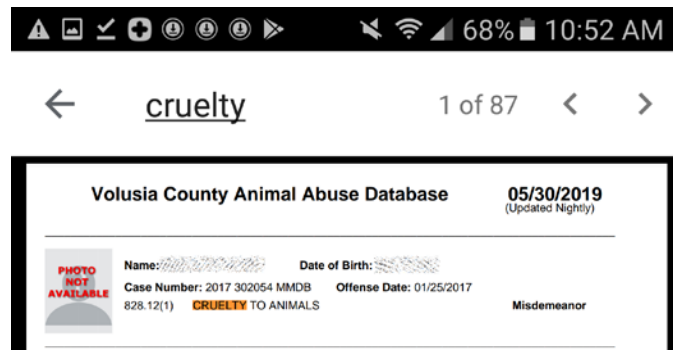 68% 10:52 AM
cruelty 1 of 87
Volusia County Animal Abuse Database 05/30/2019
(Updated Nightly)
PHOTO NOT AVAILABLE
Name: Date of Birth:
Case Number: 2017 302054 MMDB Offense Date: 01/25/2017
828.12(1) CRUELTY TO ANIMALS Misdemeanor